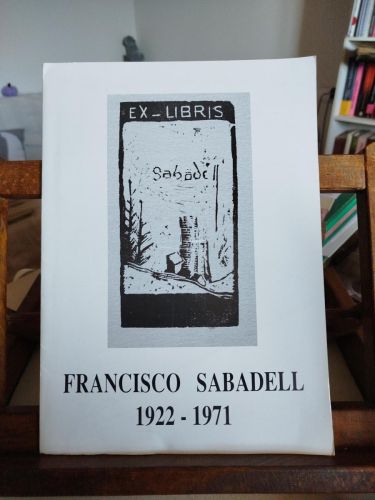 EX-LIBRIS
Sabadell
FRANCISCO SABADELL
1922 - 1971